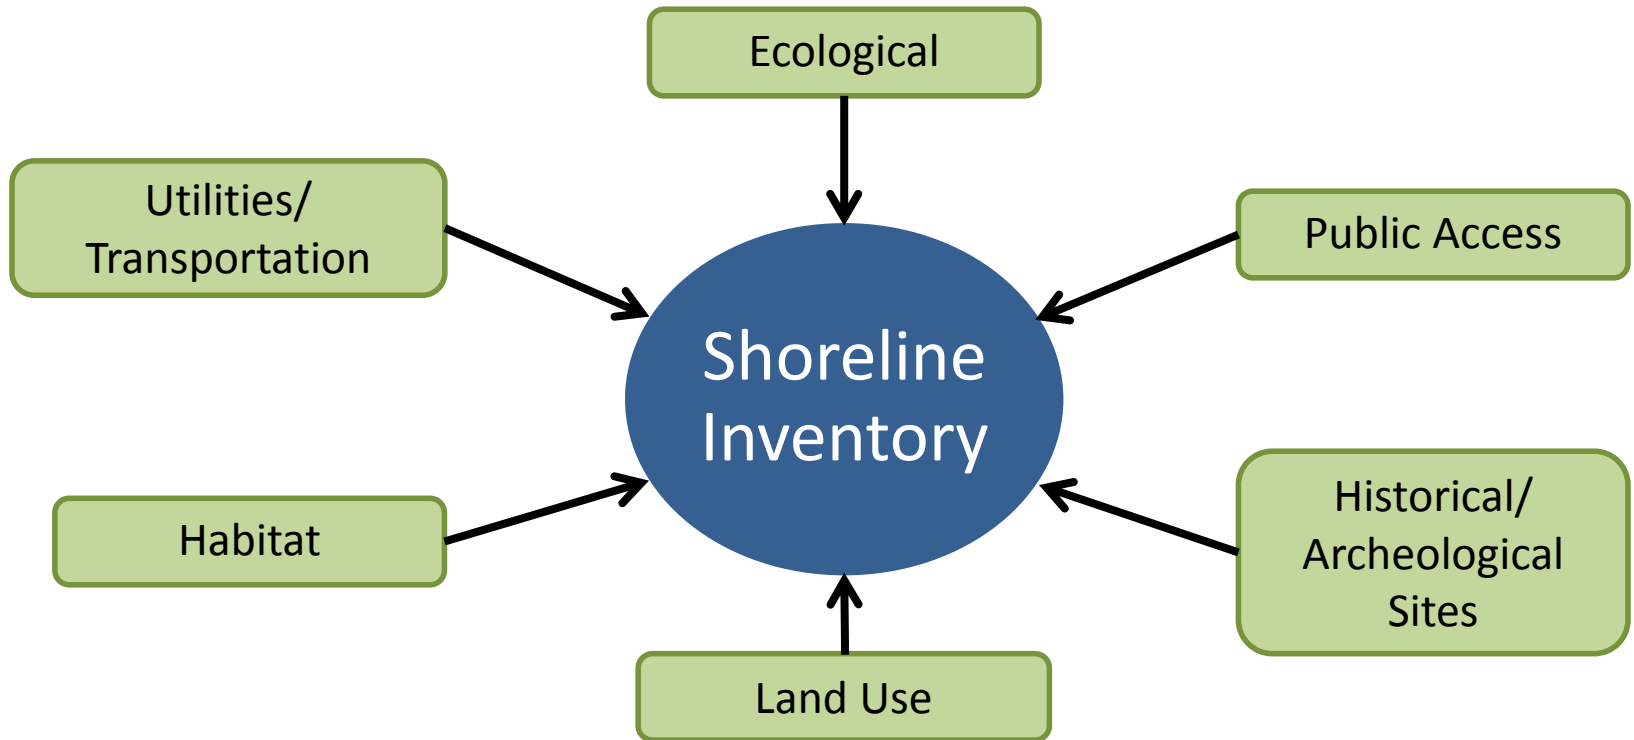 Ecological
Utilities/
Transportation
Public Access
Shoreline
Inventory
Habitat
Historical/
Archeological
Sites
Land Use